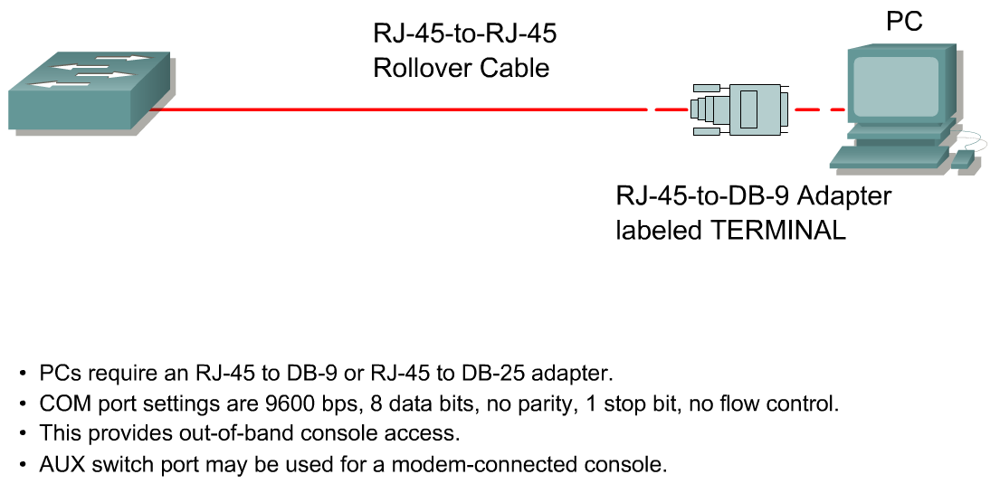 RJ-45-to-RJ-45
Rollover Cable
PC
RJ-45-to-DB-9 Adapter
labeled TERMINAL
• PCs require an RJ-45 to DB-9 or RJ-45 to DB-25 adapter.
• COM port settings are 9600 bps, 8 data bits, no parity, 1 stop bit, no flow control.
• This provides out-of-band console access.
• AUX switch port may be used for a modem-connected console.